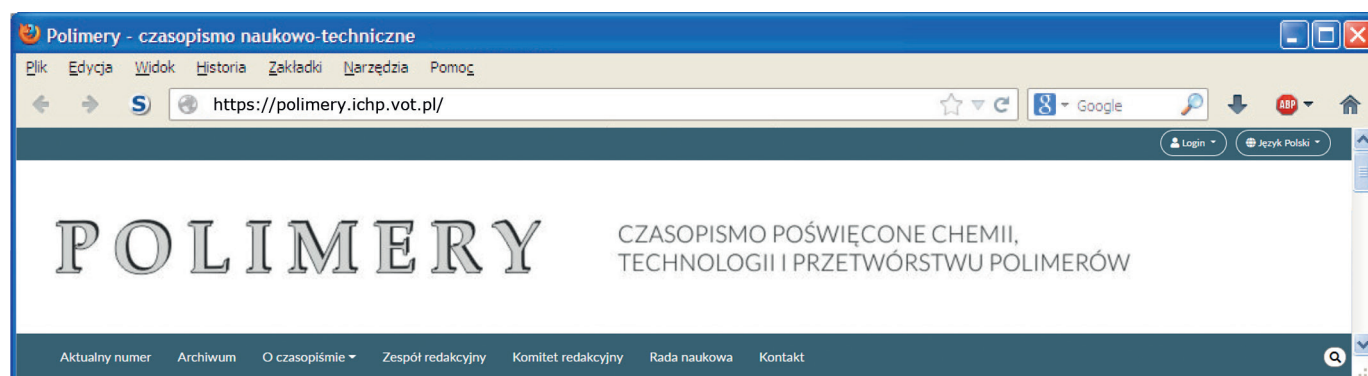 Polimery - czasopismo naukowo-techniczne
Plik Edycja Widok Historia Zakładki Narzędzia Pomoc
S https://polimery.ichp.vot.pl/ 8 Google ABP
Login Język Polski
POLIMERY
CZASOPISMO POŚWIĘCONE CHEMII,
TECHNOLOGII I PRZETWÓRSTWU POLIMERÓW
Aktualny numer Archiwum O czasopiśmie Zespół redakcyjny Komitet redakcyjny Rada naukowa Kontakt